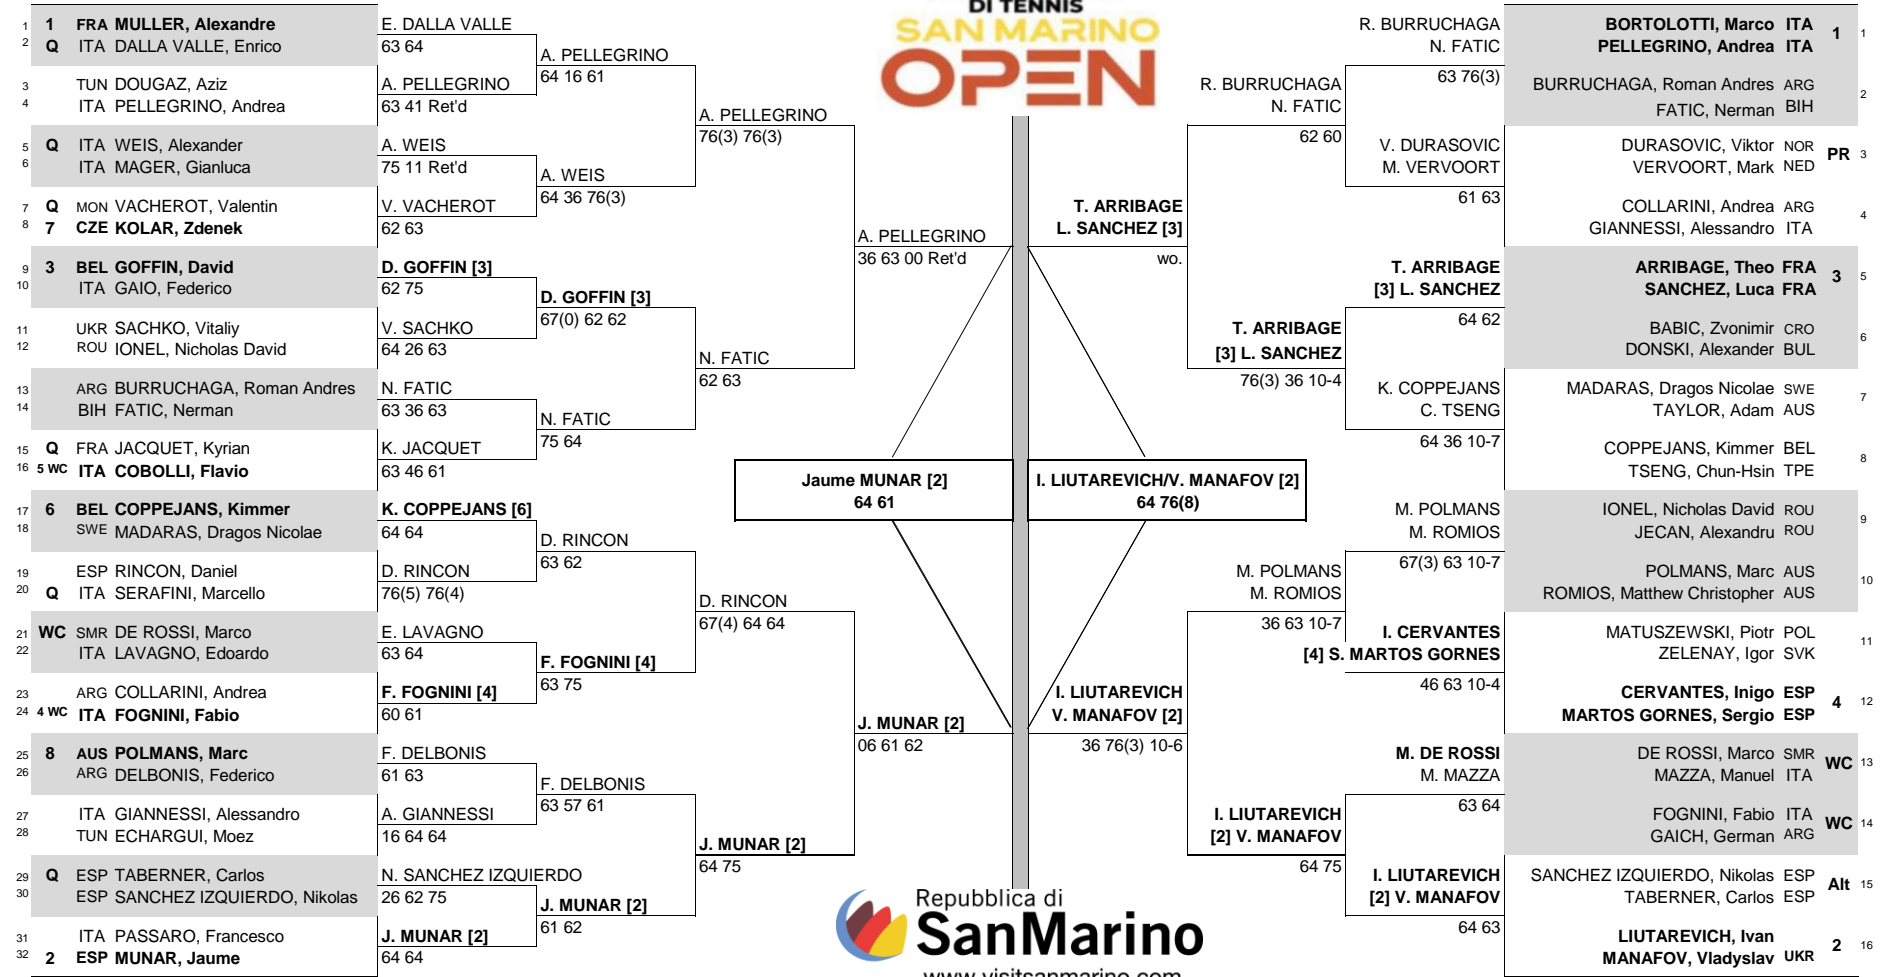 DI TENNIS
SAN MARINO
OPEN
1 1 FRA MULLER, Alexandre
2 Q ITA DALLA VALLE, Enrico
3 TUN DOUGAZ, Aziz
4 ITA PELLEGRINO, Andrea
5 Q ITA WEIS, Alexander
6 ITA MAGER, Gianluca
7 Q MON VACHEROT, Valentin
8 7 CZE KOLAR, Zdenek
9 3 BEL GOFFIN, David
10 ITA GAIO, Federico
11 UKR SACHKO, Vitaliy
12 ROU IONEL, Nicholas David
13 ARG BURRUCHAGA, Roman Andres
14 BIH FATIC, Nerman
15 Q FRA JACQUET, Kyrian
16 5 WC ITA COBOLLI, Flavio
17 6 BEL COPPEJANS, Kimmer
18 SWE MADARAS, Dragos Nicolae
19 ESP RINCON, Daniel
20 Q ITA SERAFINI, Marcello
21 WC SMR DE ROSSI, Marco
22 ITA LAVAGNO, Edoardo
23 ARG COLLARINI, Andrea
24 4 WC ITA FOGNINI, Fabio
25 8 AUS POLMANS, Marc
26 ARG DELBONIS, Federico
27 ITA GIANNESSI, Alessandro
28 TUN ECHARGUI, Moez
29 Q ESP TABERNER, Carlos
30 ESP SANCHEZ IZQUIERDO, Nikolas
31 ITA PASSARO, Francesco
32 2 ESP MUNAR, Jaume
E. DALLA VALLE
63 64
A. PELLEGRINO
63 41 Ret'd
A. WEIS
75 11 Ret'd
V. VACHEROT
62 63
D. GOFFIN [3]
62 75
V. SACHKO
64 26 63
N. FATIC
63 36 63
K. JACQUET
63 46 61
K. COPPEJANS [6]
64 64
D. RINCON
76(5) 76(4)
E. LAVAGNO
63 64
F. FOGNINI [4]
60 61
F. DELBONIS
61 63
A. GIANNESSI
16 64 64
N. SANCHEZ IZQUIERDO
26 62 75
J. MUNAR [2]
64 64
A. PELLEGRINO
64 16 61
A. WEIS
64 36 76(3)
D. GOFFIN [3]
67(0) 62 62
N. FATIC
75 64
D. RINCON
63 62
F. FOGNINI [4]
63 75
F. DELBONIS
63 57 61
J. MUNAR [2]
61 62
A. PELLEGRINO
76(3) 76(3)
N. FATIC
62 63
D. RINCON
67(4) 64 64
J. MUNAR [2]
64 75
A. PELLEGRINO
36 63 00 Ret'd
J. MUNAR [2]
06 61 62
Jaume MUNAR [2]
64 61
I. LIUTAREVICH/V. MANAFOV [2]
64 76(8)
T. ARRIBAGE
L. SANCHEZ [3]
wo.
I. LIUTAREVICH
V. MANAFOV [2]
36 76(3) 10-6
R. BURRUCHAGA
N. FATIC
62 60
T. ARRIBAGE
[3] L. SANCHEZ
76(3) 36 10-4
M. POLMANS
M. ROMIOS
36 63 10-7
I. LIUTAREVICH
[2] V. MANAFOV
64 75
R. BURRUCHAGA
N. FATIC
63 76(3)
V. DURASOVIC
M. VERVOORT
61 63
T. ARRIBAGE
[3] L. SANCHEZ
64 62
K. COPPEJANS
C. TSENG
64 36 10-7
M. POLMANS
M. ROMIOS
67(3) 63 10-7
I. CERVANTES
[4] S. MARTOS GORNES
46 63 10-4
M. DE ROSSI
M. MAZZA
63 64
I. LIUTAREVICH
[2] V. MANAFOV
64 63
BORTOLOTTI, Marco ITA 1 1
PELLEGRINO, Andrea ITA
BURRUCHAGA, Roman Andres ARG 2
FATIC, Nerman BIH
DURASOVIC, Viktor NOR PR 3
VERVOORT, Mark NED
COLLARINI, Andrea ARG 4
GIANNESSI, Alessandro ITA
ARRIBAGE, Theo FRA 3 5
SANCHEZ, Luca FRA
BABIC, Zvonimir CRO 6
DONSKI, Alexander BUL
MADARAS, Dragos Nicolae SWE 7
TAYLOR, Adam AUS
COPPEJANS, Kimmer BEL 8
TSENG, Chun-Hsin TPE
IONEL, Nicholas David ROU 9
JECAN, Alexandru ROU
POLMANS, Marc AUS 10
ROMIOS, Matthew Christopher AUS
MATUSZEWSKI, Piotr POL 11
ZELENAY, Igor SVK
CERVANTES, Inigo ESP 4 12
MARTOS GORNES, Sergio ESP
DE ROSSI, Marco SMR WC 13
MAZZA, Manuel ITA
FOGNINI, Fabio ITA WC 14
GAICH, German ARG
SANCHEZ IZQUIERDO, Nikolas ESP Alt 15
TABERNER, Carlos ESP
LIUTAREVICH, Ivan 2 16
MANAFOV, Vladyslav UKR
Repubblica di
SanMarino
www.visitsanmarino.com